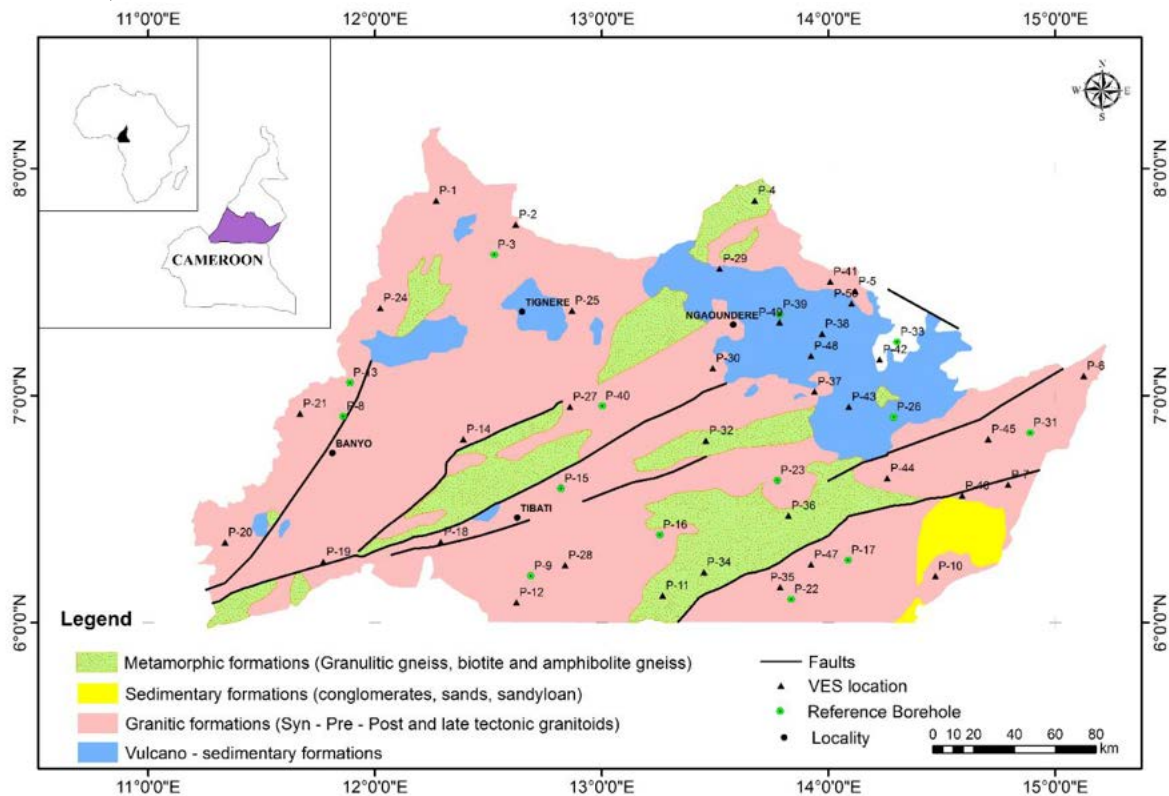 11°0'0"E 12°0'0"E 13°0'0"E 14°0'0"E 15°0'0"E
N
W E
S
8°0'0"N 8°0'0"N
CAMEROON
P-1
P-4
P-2
P-3
P-29
P-41
P-5
P-24
TIGNERE
P-25
P-39
P-49
NGAOUNDERE
P-38
P-33
P-48
P-42
P-30
7°0'0"N 7°0'0"N
P-13
P-6
P-37
P-21
P-8
P-27
P-40
P-43
P-26
P-31
P-14
P-32
P-45
BANYO
P-15
P-23
P-44
P-7
P-46
TIBATI
P-36
P-20
P-18
P-16
P-19
P-28
P-47
P-17
P-9
P-34
P-10
P-12
P-11
P-35
P-22
6°0'0"N 6°0'0"N
Legend
Metamorphic formations (Granulitic gneiss, biotite and amphibolite gneiss)
Sedimentary formations (conglomerates, sands, sandyloan)
Granitic formations (Syn - Pre - Post and late tectonic granitoids)
Vulcano - sedimentary formations
Faults
VES location
Reference Borehole
Locality
0 10 20 40 60 80
km
11°0'0"E 12°0'0"E 13°0'0"E 14°0'0"E 15°0'0"E